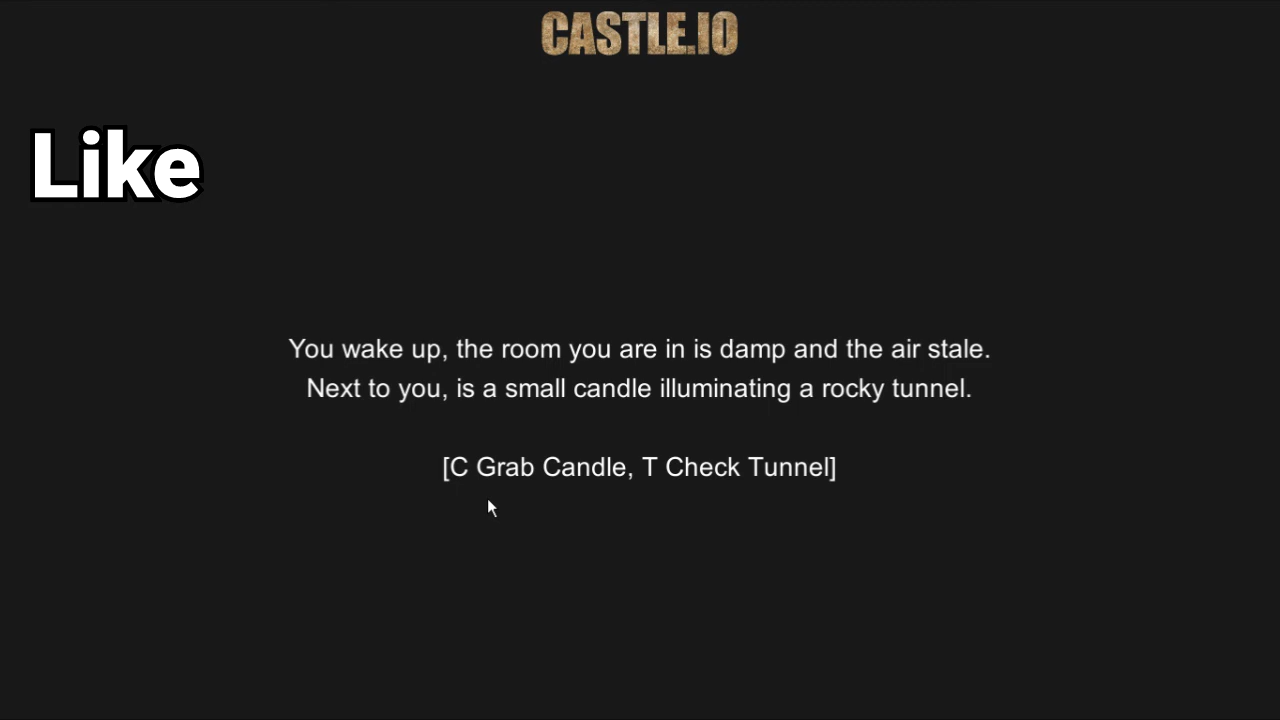 CASTLE.IO
Like
You wake up, the room you are in is damp and the air stale.
Next to you, is a small candle illuminating a rocky tunnel.
[C Grab Candle, T Check Tunnel]